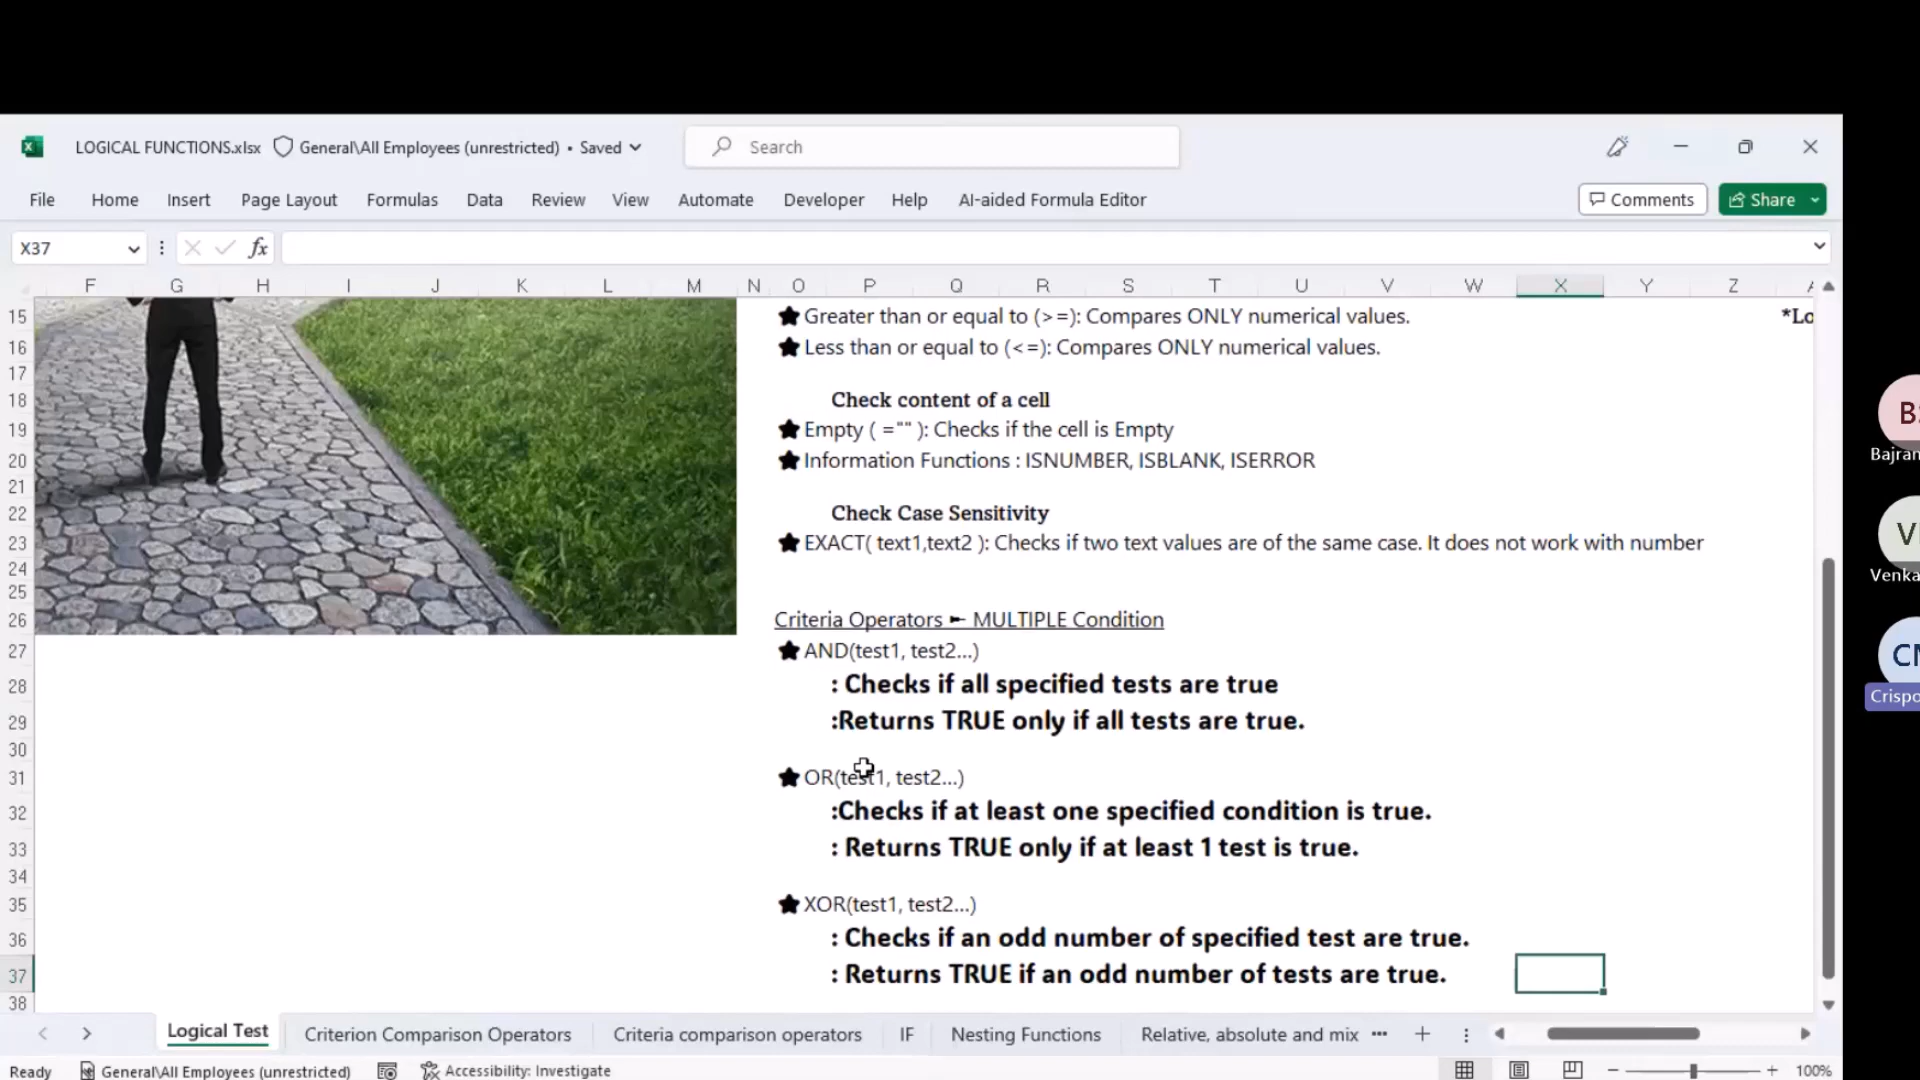 LOGICAL FUNCTIONS.xlsx General\All Employees (unrestricted) • Saved
Search
File Home Insert Page Layout Formulas Data Review View Automate Developer Help AI-aided Formula Editor Comments Share
X37 fx
F G H I J K L M N O P Q R S T U V W X Y Z
15 Greater than or equal to (>=): Compares ONLY numerical values. *Lo
16 Less than or equal to (<=): Compares ONLY numerical values.
17
18 Check content of a cell
19 Empty ( ="" ): Checks if the cell is Empty
20 Information Functions : ISNUMBER, ISBLANK, ISERROR
21
22 Check Case Sensitivity
23 EXACT( text1,text2 ): Checks if two text values are of the same case. It does not work with number
24
25
26 Criteria Operators ► MULTIPLE Condition
27 AND(test1, test2...)
28 : Checks if all specified tests are true
29 :Returns TRUE only if all tests are true.
30
31 OR(test1, test2...)
32 :Checks if at least one specified condition is true.
33 : Returns TRUE only if at least 1 test is true.
34
35 XOR(test1, test2...)
36 : Checks if an odd number of specified test are true.
37 : Returns TRUE if an odd number of tests are true.
38
Logical Test Criterion Comparison Operators Criteria comparison operators IF Nesting Functions Relative, absolute and mix ···
Ready General\All Employees (unrestricted) Accessibility: Investigate 100%
Bajran
Venka
CM
Crispo